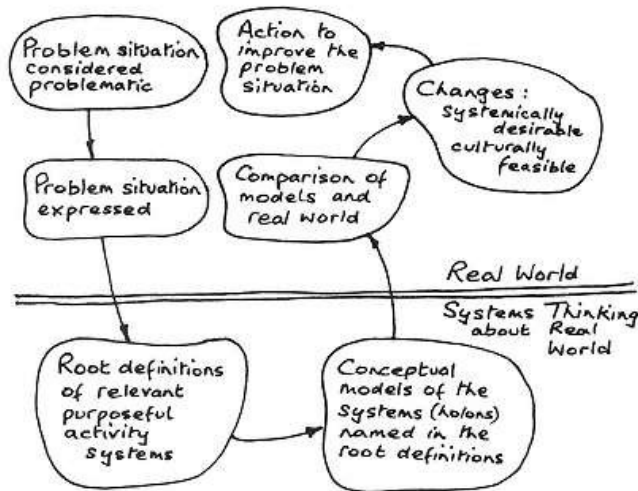 Problem situation
considered
problematic
Problem situation
expressed
Root definitions
of relevant
purposeful
activity
systems
Conceptual
models of the
systems (holons)
named in the
root definitions
Comparison of
models and
real world
Changes :
systemically
desirable
culturally
feasible
Action to
improve the
problem
situation
Real World
Systems Thinking
about Real
World